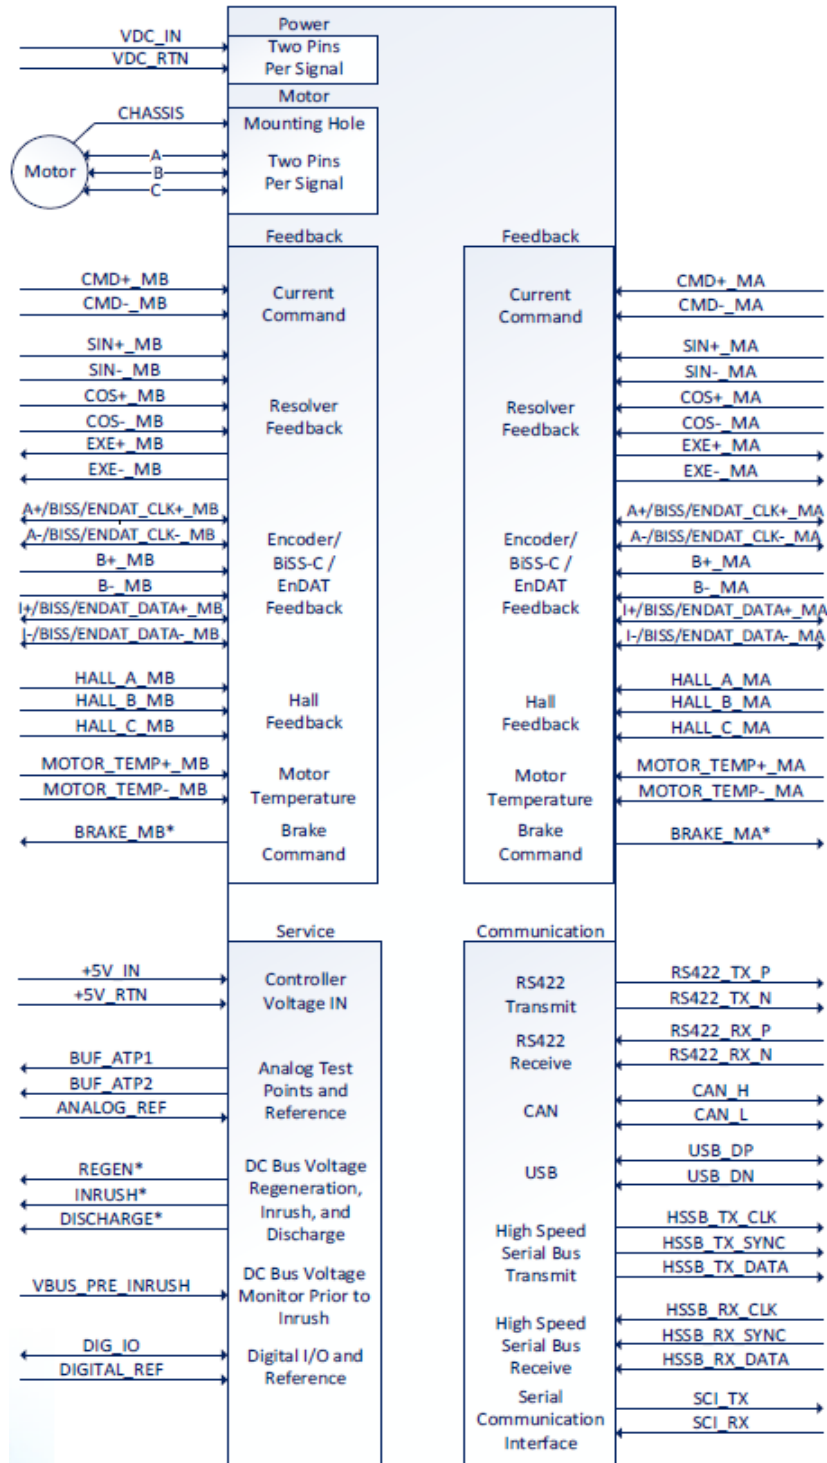 Power
VDC_IN
VDC_RTN
Two Pins
Per Signal
Motor
CHASSIS
Mounting Hole
Motor
A
B
C
Two Pins
Per Signal
Feedback
CMD+_MB
CMD-_MB
Current
Command
SIN+_MB
SIN-_MB
COS+_MB
COS-_MB
EXE+_MB
EXE-_MB
Resolver
Feedback
A+/BISS/ENDAT_CLK+_MB
A-/BISS/ENDAT_CLK-_MB
B+_MB
B-_MB
I+/BISS/ENDAT_DATA+_MB
I-/BISS/ENDAT_DATA-_MB
Encoder/
BiSS-C /
EnDAT
Feedback
HALL_A_MB
HALL_B_MB
HALL_C_MB
Hall
Feedback
MOTOR_TEMP+_MB
MOTOR_TEMP-_MB
Motor
Temperature
BRAKE_MB*
Brake
Command
Feedback
Current
Command
CMD+_MA
CMD-_MA
Resolver
Feedback
SIN+_MA
SIN-_MA
COS+_MA
COS-_MA
EXE+_MA
EXE-_MA
Encoder/
BiSS-C /
EnDAT
Feedback
A+/BISS/ENDAT_CLK+_MA
A-/BISS/ENDAT_CLK-_MA
B+_MA
B-_MA
I+/BISS/ENDAT_DATA+_MA
I-/BISS/ENDAT_DATA-_MA
Hall
Feedback
HALL_A_MA
HALL_B_MA
HALL_C_MA
Motor
Temperature
MOTOR_TEMP+_MA
MOTOR_TEMP-_MA
Brake
Command
BRAKE_MA*
Service
+5V_IN
+5V_RTN
Controller
Voltage IN
BUF_ATP1
BUF_ATP2
ANALOG_REF
Analog Test
Points and
Reference
REGEN*
INRUSH*
DISCHARGE*
DC Bus Voltage
Regeneration,
Inrush, and
Discharge
VBUS_PRE_INRUSH
DC Bus Voltage
Monitor Prior to
Inrush
DIG_IO
DIGITAL_REF
Digital I/O and
Reference
Communication
RS422
Transmit
RS422_TX_P
RS422_TX_N
RS422
Receive
RS422_RX_P
RS422_RX_N
CAN
CAN_H
CAN_L
USB
USB_DP
USB_DN
High Speed
Serial Bus
Transmit
HSSB_TX_CLK
HSSB_TX_SYNC
HSSB_TX_DATA
High Speed
Serial Bus
Receive
HSSB_RX_CLK
HSSB_RX_SYNC
HSSB_RX_DATA
Serial
Communication
Interface
SCI_TX
SCI_RX